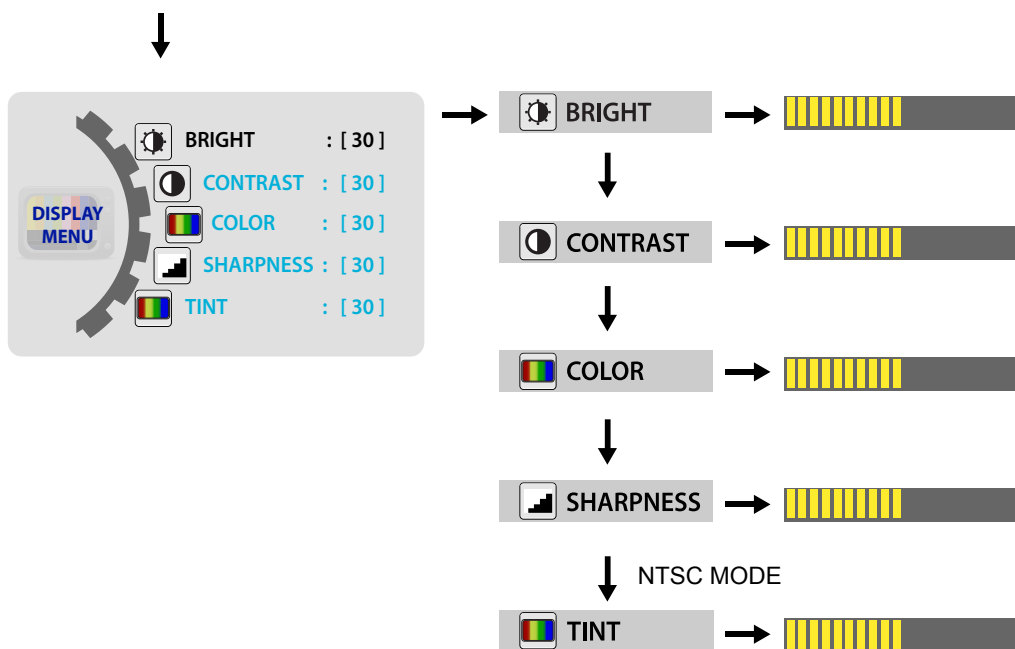 DISPLAY
MENU
BRIGHT : [ 30 ]
CONTRAST : [ 30 ]
COLOR : [ 30 ]
SHARPNESS : [ 30 ]
TINT : [ 30 ]
BRIGHT
CONTRAST
COLOR
SHARPNESS
NTSC MODE
TINT